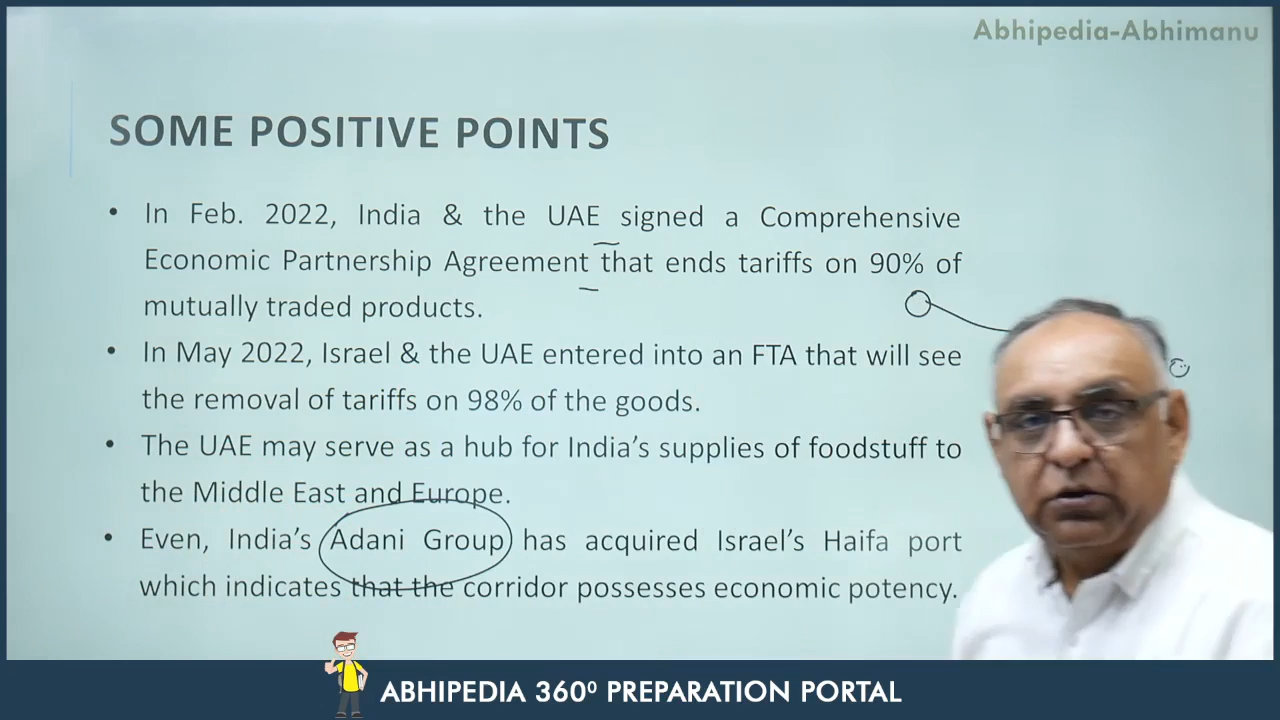 Abhipedia-Abhimanu
SOME POSITIVE POINTS
• In Feb. 2022, India & the UAE signed a Comprehensive
Economic Partnership Agreement that ends tariffs on 90% of
mutually traded products.
• In May 2022, Israel & the UAE entered into an FTA that will see
the removal of tariffs on 98% of the goods.
• The UAE may serve as a hub for India’s supplies of foodstuff to
the Middle East and Europe.
• Even, India’s Adani Group has acquired Israel’s Haifa port
which indicates that the corridor possesses economic potency.
ABHIPEDIA 360⁰ PREPARATION PORTAL